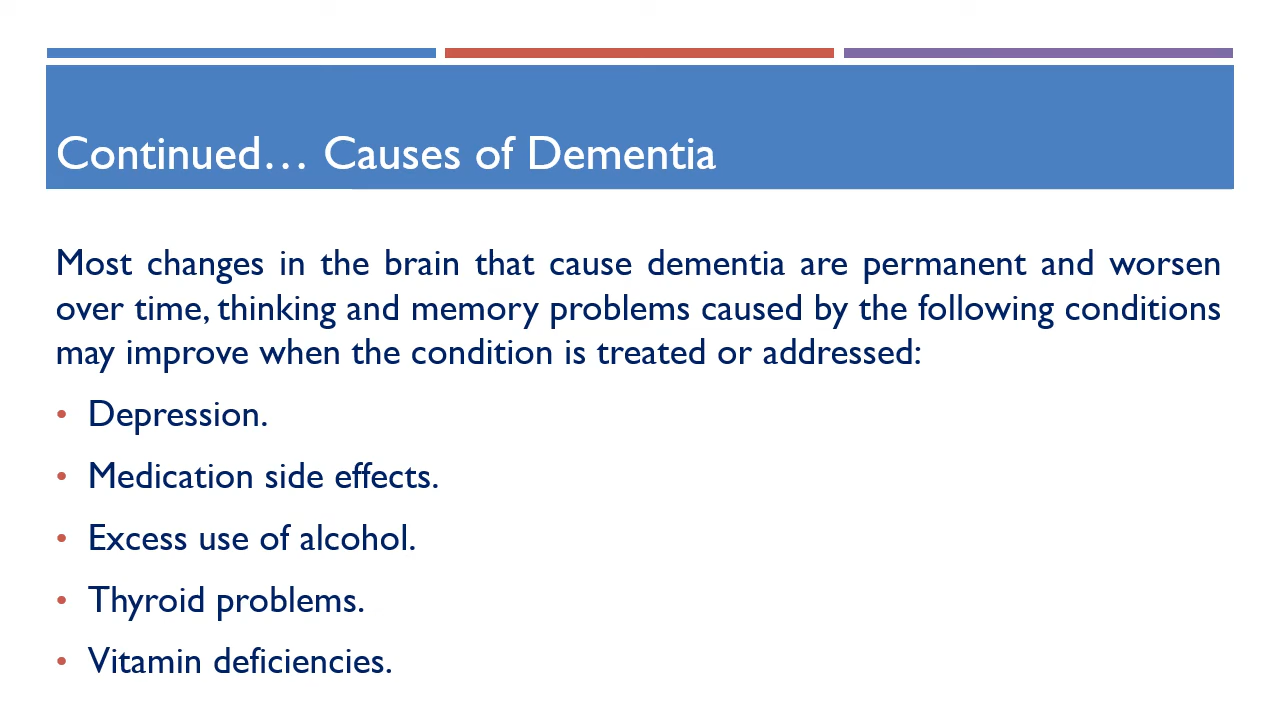 Continued… Causes of Dementia
Most changes in the brain that cause dementia are permanent and worsen
over time, thinking and memory problems caused by the following conditions
may improve when the condition is treated or addressed:
• Depression.
• Medication side effects.
• Excess use of alcohol.
• Thyroid problems.
• Vitamin deficiencies.